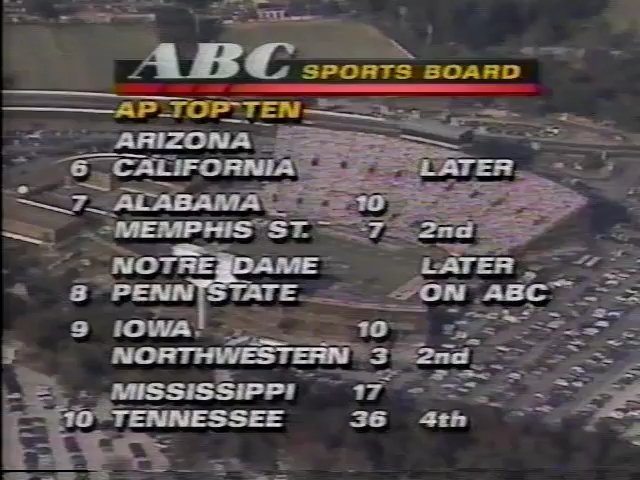 ABC SPORTS BOARD
AP TOP TEN
ARIZONA
6 CALIFORNIA LATER
7 ALABAMA 10
MEMPHIS ST. 7 2nd
NOTRE DAME LATER
8 PENN STATE ON ABC
9 IOWA 10
NORTHWESTERN 3 2nd
MISSISSIPPI 17
10 TENNESSEE 36 4th